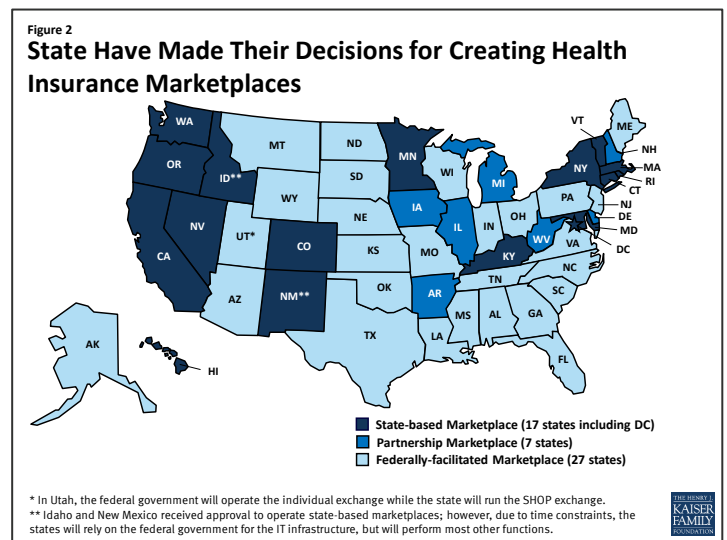 Figure 2
State Have Made Their Decisions for Creating Health
Insurance Marketplaces
WA
OR
ID**
MT
ND
MN
WI
MI
VT
ME
NH
MA
RI
CT
NY
PA
NJ
DE
MD
DC
SD
WY
NV
UT*
CO
CA
NE
IA
IL
IN
OH
WV
VA
KS
MO
KY
NC
TN
SC
AZ
NM**
OK
AR
MS
AL
GA
TX
LA
FL
AK
HI
State-based Marketplace (17 states including DC)
Partnership Marketplace (7 states)
Federally-facilitated Marketplace (27 states)
* In Utah, the federal government will operate the individual exchange while the state will run the SHOP exchange.
** Idaho and New Mexico received approval to operate state-based marketplaces; however, due to time constraints, the
states will rely on the federal government for the IT infrastructure, but will perform most other functions.
THE HENRY J.
KAISER
FAMILY
FOUNDATION